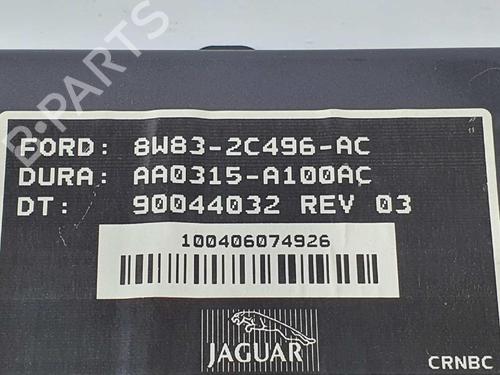 B-PARTS
FORD: 8W83-2C496-AC
DURA: AA0315-A100AC
DT: 90044032 REV 03
100406074926
JAGUAR
CRNBC